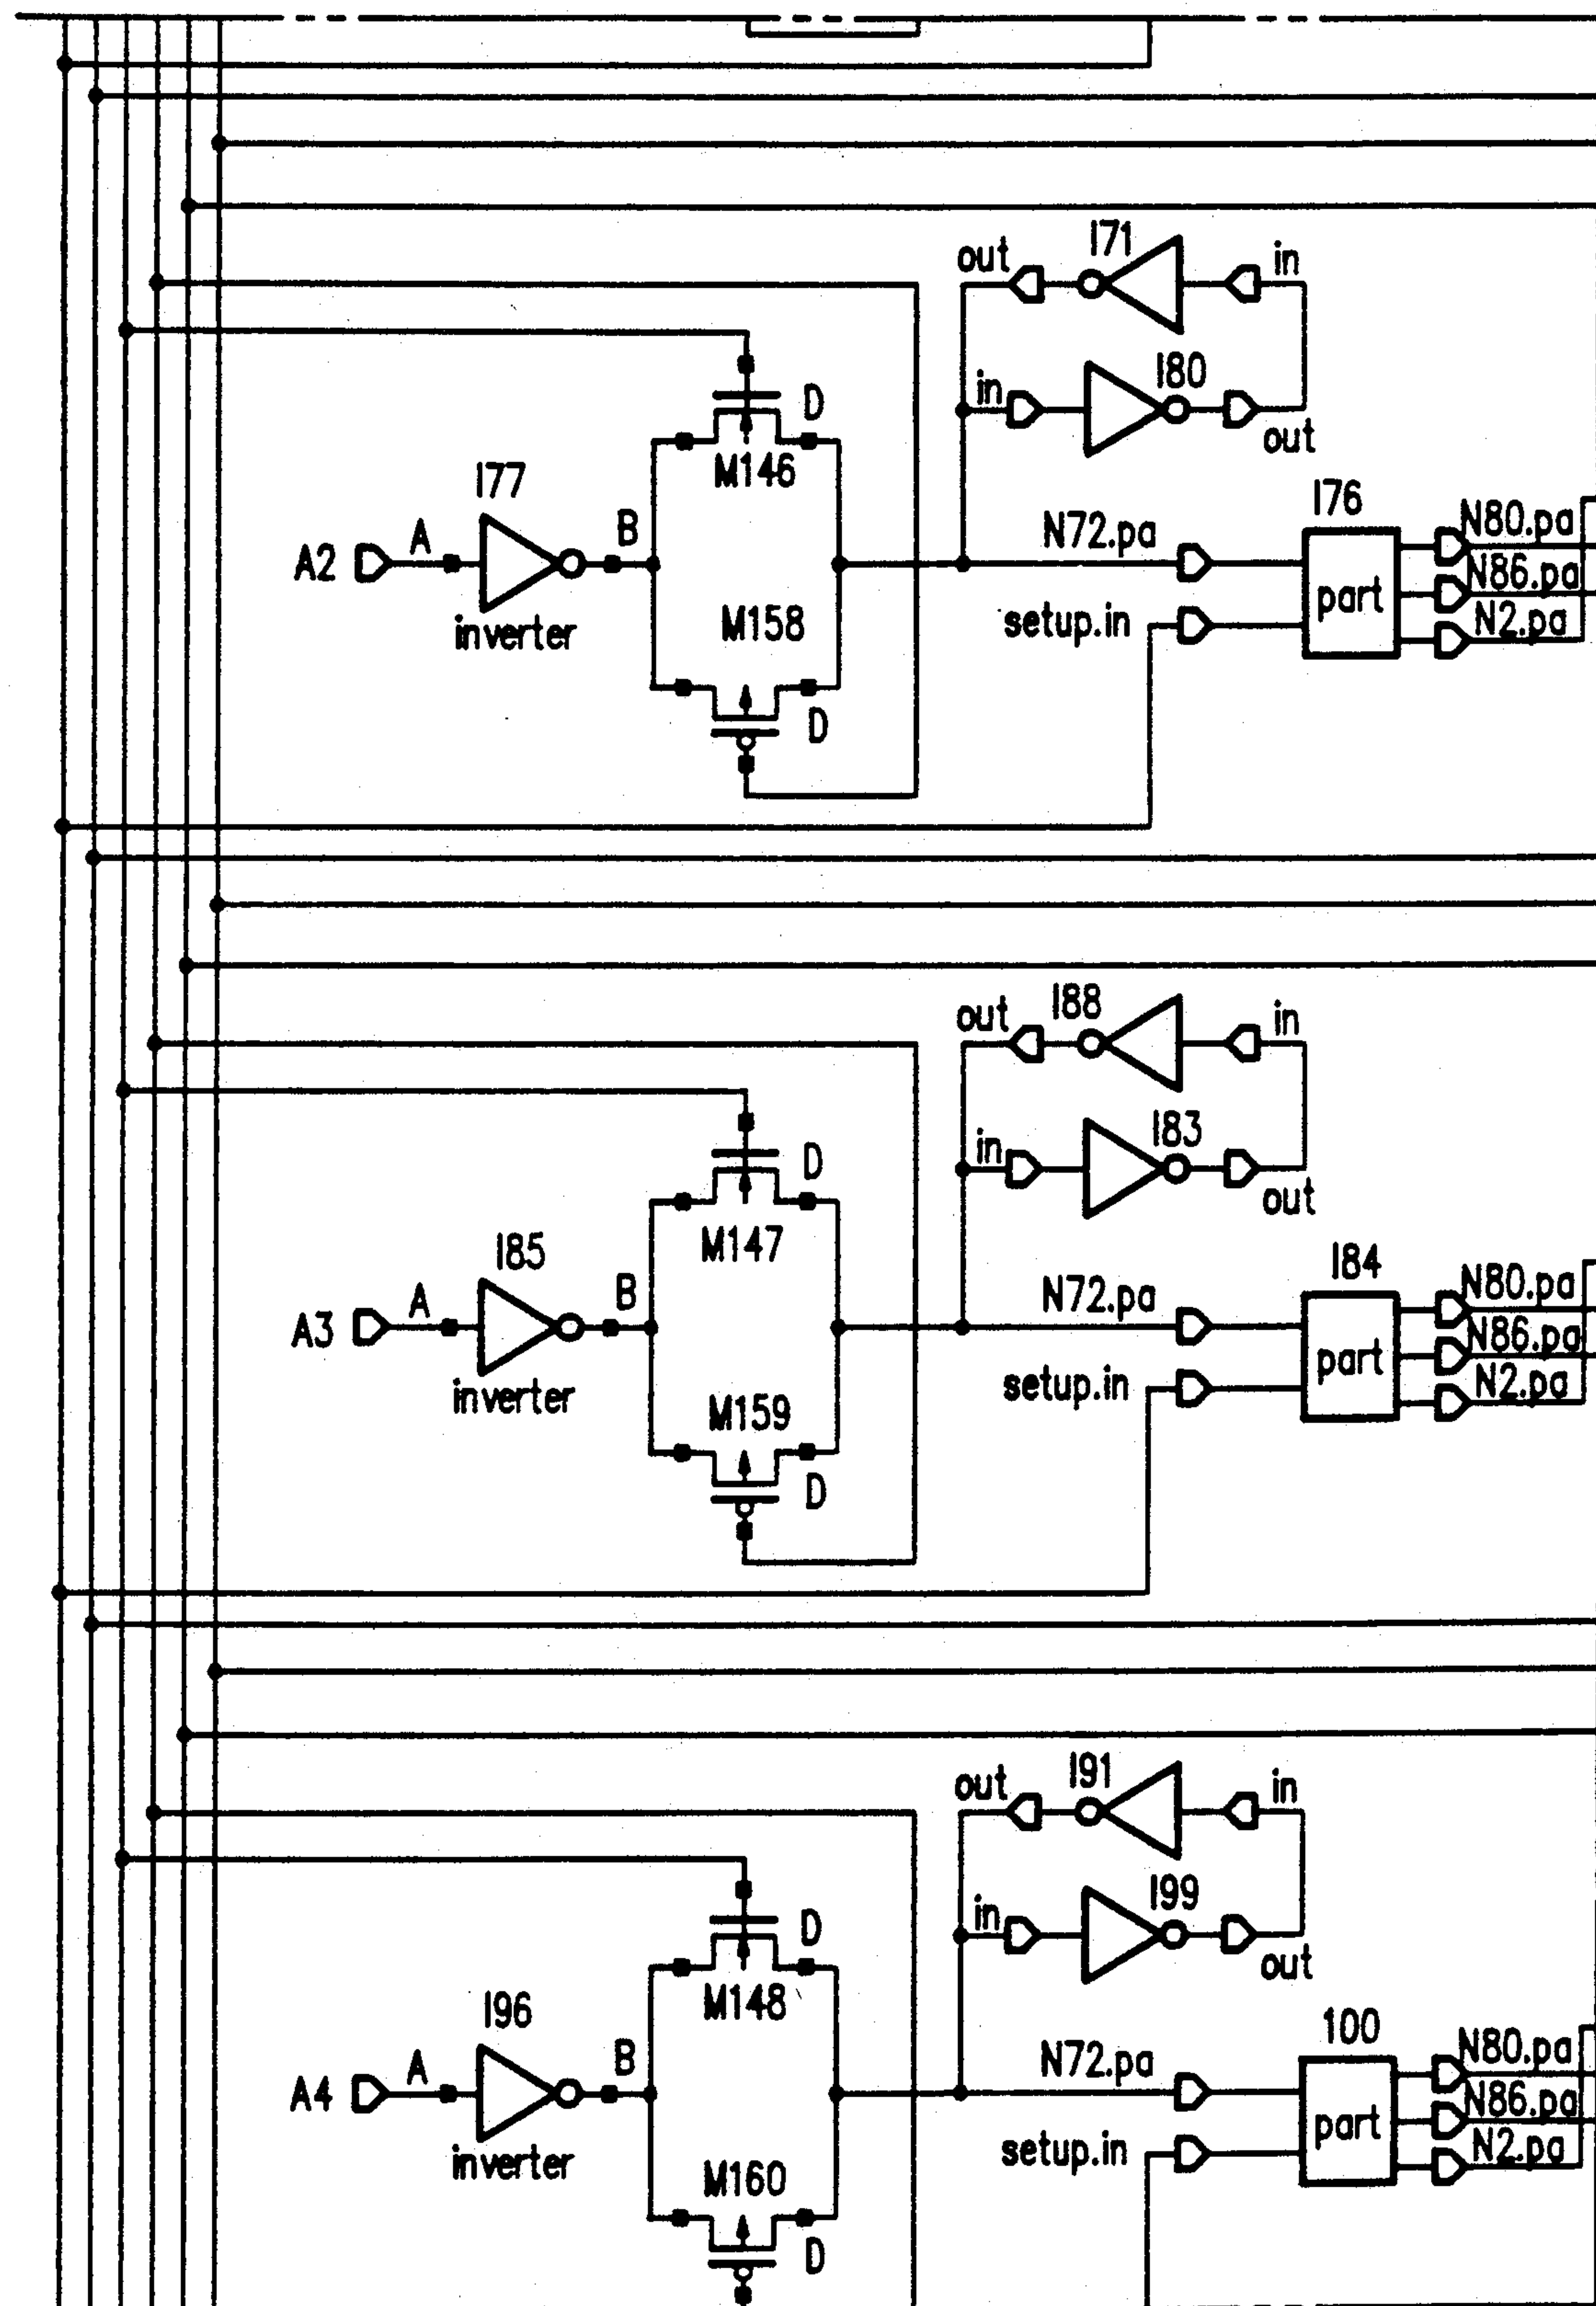 out I71 in
in I80 out
D
M146
I77
A2 A B
inverter
M158
D
N72.pa
setup.in
I76
part
N80.pa
N86.pa
N2.pa
out I88 in
in I83 out
D
M147
I85
A3 A B
inverter
M159
D
N72.pa
setup.in
I84
part
N80.pa
N86.pa
N2.pa
out I91 in
in I99 out
D
M148
I96
A4 A B
inverter
M160
D
N72.pa
setup.in
100
part
N80.pa
N86.pa
N2.pa